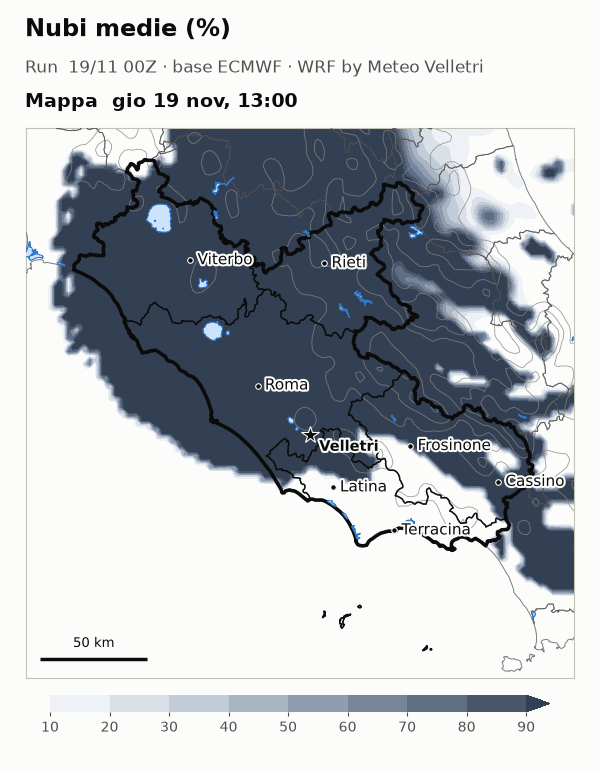 Nubi medie (%)
Run 19/11 00Z · base ECMWF · WRF by Meteo Velletri
Mappa gio 19 nov, 13:00
Viterbo
Rieti
Roma
Velletri
Frosinone
Latina
Cassino
Terracina
50 km
10 20 30 40 50 60 70 80 90